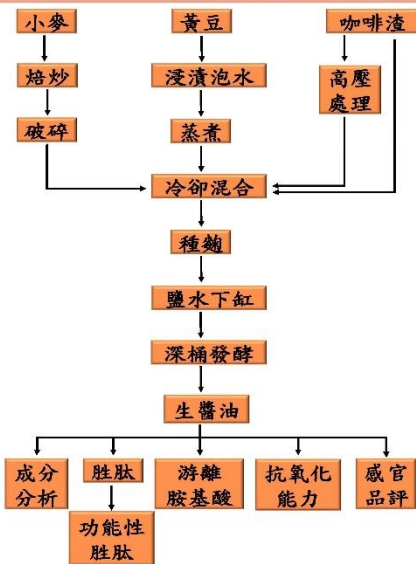 小麥
黃豆
咖啡渣
焙炒
浸漬泡水
高壓
處理
破碎
蒸煮
冷卻混合
種麴
鹽水下缸
深桶發酵
生醬油
成分
分析
胜肽
游離
胺基酸
抗氧化
能力
感官
品評
功能性
胜肽